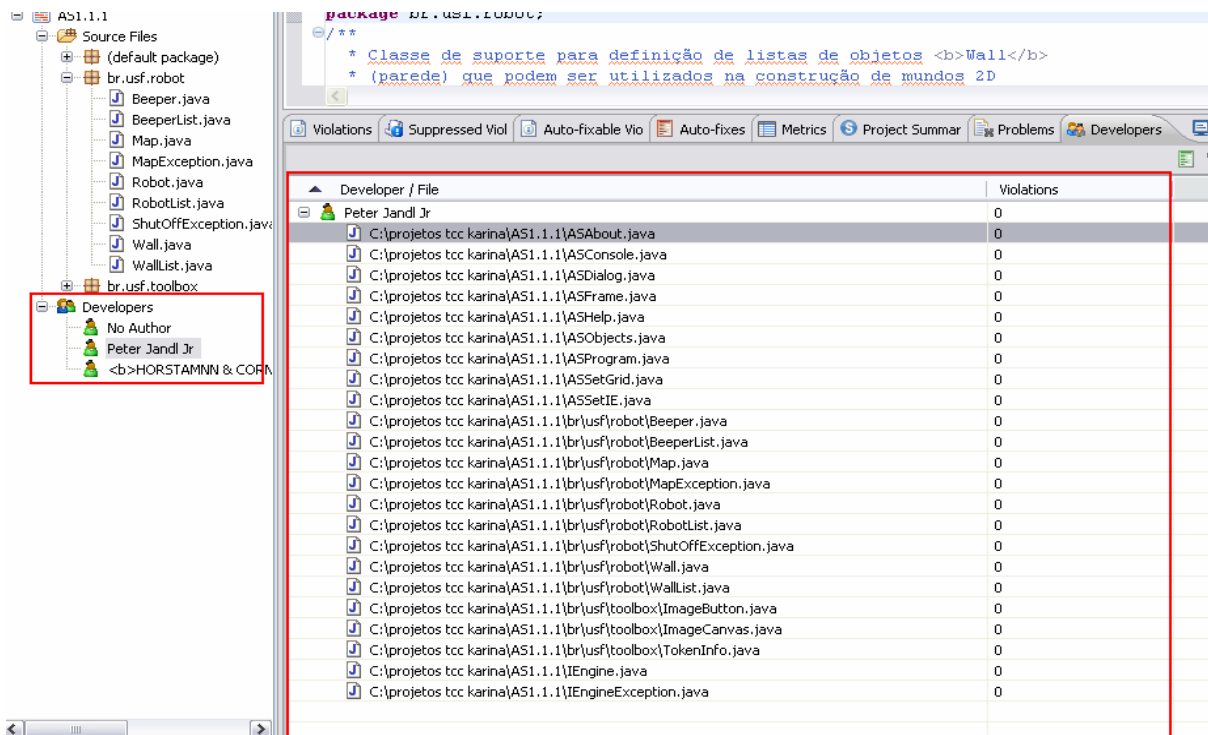 AS1.1.1
Source Files
(default package)
br.usf.robot
Beeper.java
BeeperList.java
Map.java
MapException.java
Robot.java
RobotList.java
ShutOffException.java
Wall.java
WallList.java
br.usf.toolbox
Developers
No Author
Peter Jandl Jr
<b>HORSTAMNN & CORN
package br.usf.robot;
/**
* Classe de suporte para definição de listas de objetos <b>Wall</b>
* (parede) que podem ser utilizados na construção de mundos 2D
Violations Suppressed Viol Auto-fixable Vio Auto-fixes Metrics Project Summar Problems Developers
Developer / File Violations
Peter Jandl Jr 0
C:\projetos tcc karina\AS1.1.1\ASAbout.java 0
C:\projetos tcc karina\AS1.1.1\ASConsole.java 0
C:\projetos tcc karina\AS1.1.1\ASDialog.java 0
C:\projetos tcc karina\AS1.1.1\ASFrame.java 0
C:\projetos tcc karina\AS1.1.1\ASHelp.java 0
C:\projetos tcc karina\AS1.1.1\ASObjects.java 0
C:\projetos tcc karina\AS1.1.1\ASProgram.java 0
C:\projetos tcc karina\AS1.1.1\ASSetGrid.java 0
C:\projetos tcc karina\AS1.1.1\ASSetIE.java 0
C:\projetos tcc karina\AS1.1.1\br\usf\robot\Beeper.java 0
C:\projetos tcc karina\AS1.1.1\br\usf\robot\BeeperList.java 0
C:\projetos tcc karina\AS1.1.1\br\usf\robot\Map.java 0
C:\projetos tcc karina\AS1.1.1\br\usf\robot\MapException.java 0
C:\projetos tcc karina\AS1.1.1\br\usf\robot\Robot.java 0
C:\projetos tcc karina\AS1.1.1\br\usf\robot\RobotList.java 0
C:\projetos tcc karina\AS1.1.1\br\usf\robot\ShutOffException.java 0
C:\projetos tcc karina\AS1.1.1\br\usf\robot\Wall.java 0
C:\projetos tcc karina\AS1.1.1\br\usf\robot\WallList.java 0
C:\projetos tcc karina\AS1.1.1\br\usf\toolbox\ImageButton.java 0
C:\projetos tcc karina\AS1.1.1\br\usf\toolbox\ImageCanvas.java 0
C:\projetos tcc karina\AS1.1.1\br\usf\toolbox\TokenInfo.java 0
C:\projetos tcc karina\AS1.1.1\IEngine.java 0
C:\projetos tcc karina\AS1.1.1\IEngineException.java 0